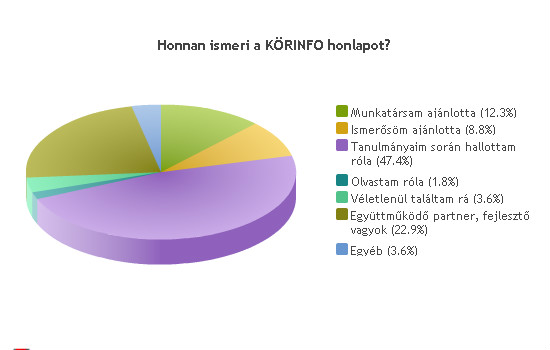 Honnan ismeri a KÖRINFO honlapot?
Munkatársam ajánlotta (12.3%)
Ismerősöm ajánlotta (8.8%)
Tanulmányaim során hallottam
róla (47.4%)
Olvastam róla (1.8%)
Véletlenül találtam rá (3.6%)
Együttműködő partner, fejlesztő
vagyok (22.9%)
Egyéb (3.6%)